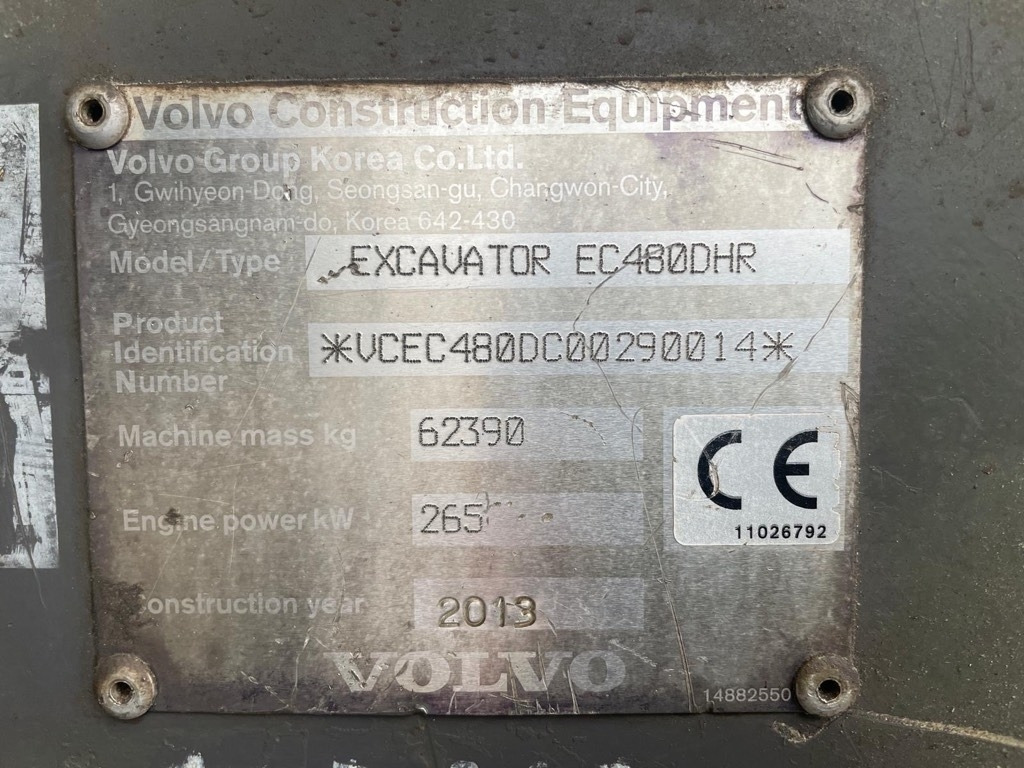 Volvo Construction Equipment
Volvo Group Korea Co.Ltd.
1, Gwihyeon-Dong, Seongsan-gu, Changwon-City,
Gyeongsangnam-do, Korea 642-430
Model/Type EXCAVATOR EC480DHR
Product
Identification
Number *VCEC480DC00290014*
Machine mass kg 62390
CE
Engine power kW 265
11026792
Construction year 2013
VOLVO
14882550